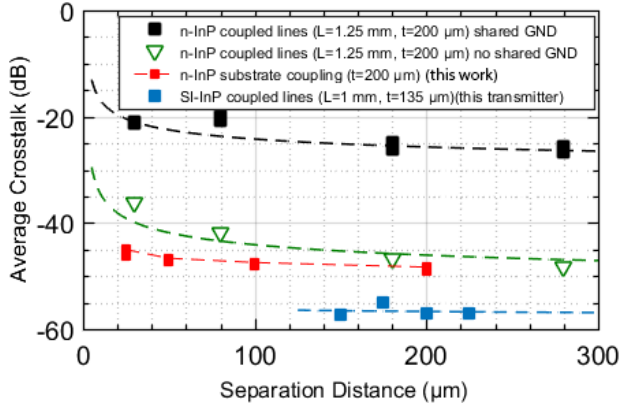 0
-20
-40
-60
Average Crosstalk (dB)
n-InP coupled lines (L=1.25 mm, t=200 μm) shared GND
n-InP coupled lines (L=1.25 mm, t=200 μm) no shared GND
n-InP substrate coupling (t=200 μm) (this work)
SI-InP coupled lines (L=1 mm, t=135 μm)(this transmitter)
0 100 200 300
Separation Distance (μm)